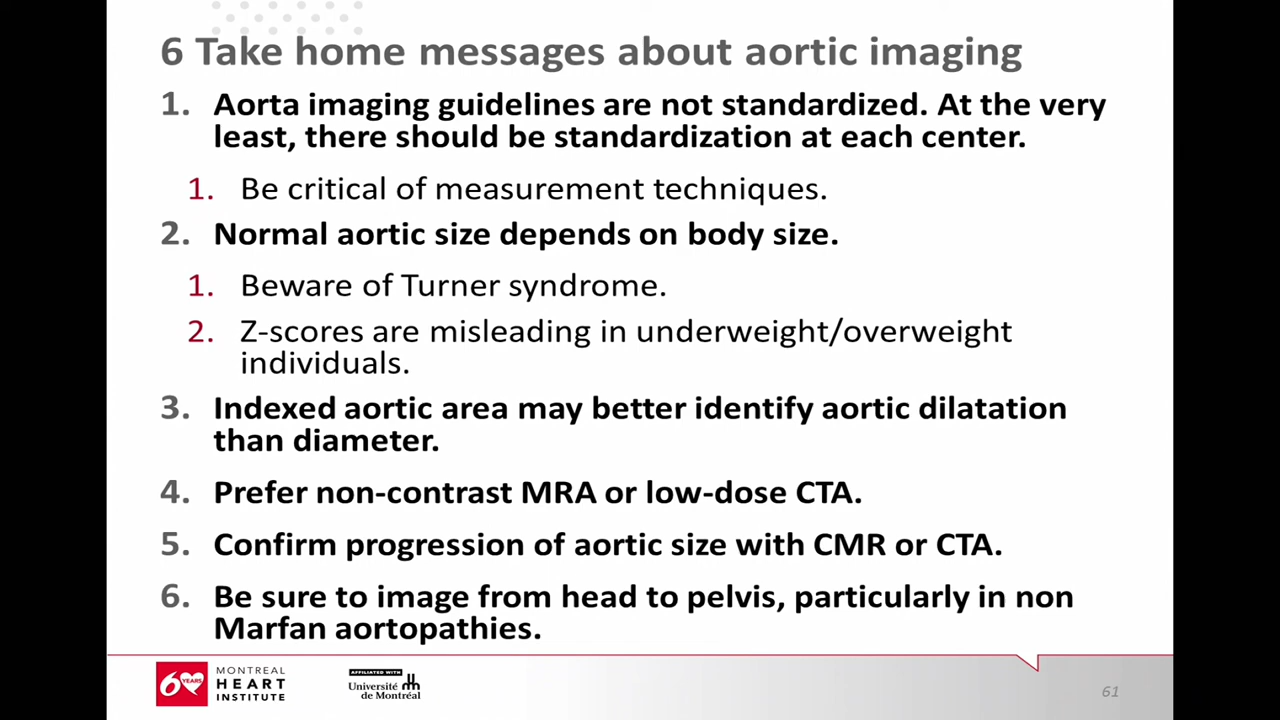 6 Take home messages about aortic imaging
1. Aorta imaging guidelines are not standardized. At the very
least, there should be standardization at each center.
1. Be critical of measurement techniques.
2. Normal aortic size depends on body size.
1. Beware of Turner syndrome.
2. Z-scores are misleading in underweight/overweight
individuals.
3. Indexed aortic area may better identify aortic dilatation
than diameter.
4. Prefer non-contrast MRA or low-dose CTA.
5. Confirm progression of aortic size with CMR or CTA.
6. Be sure to image from head to pelvis, particularly in non
Marfan aortopathies.
60 YEARS
MONTREAL
HEART
INSTITUTE
AFFILIATED WITH
Université
de Montréal
61